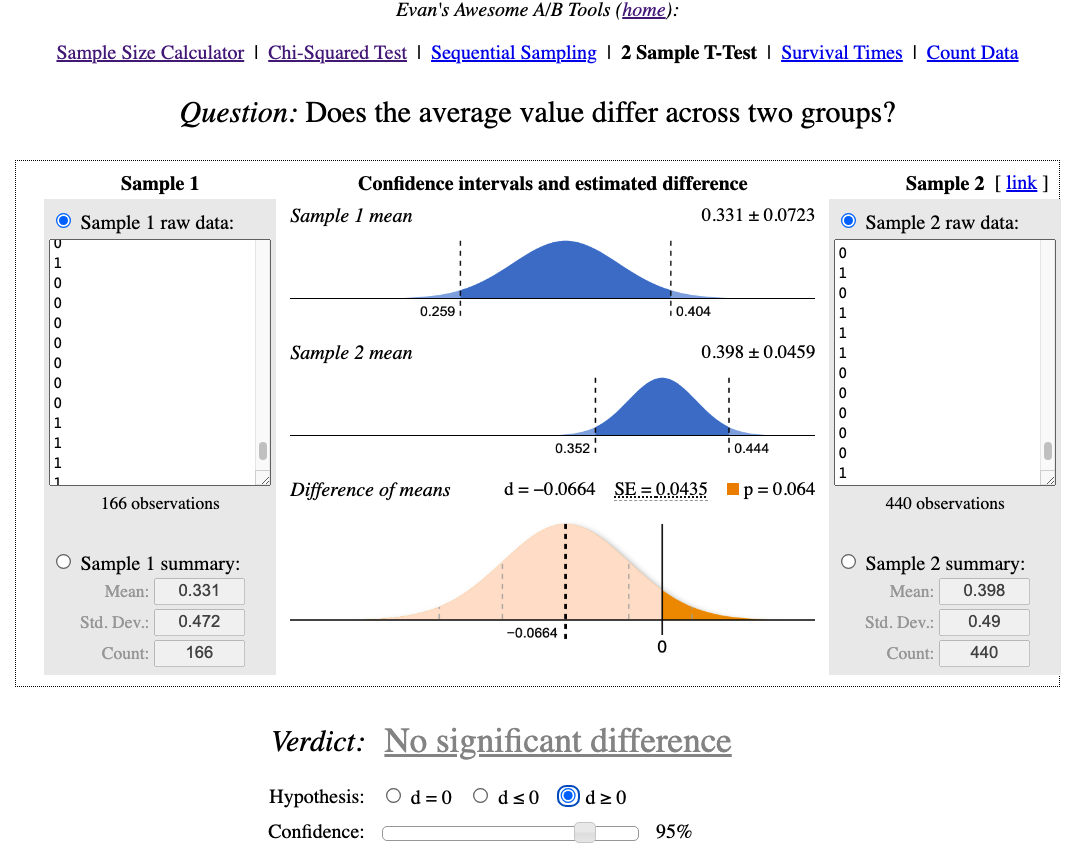 Evan's Awesome A/B Tools (home):
Sample Size Calculator | Chi-Squared Test | Sequential Sampling | 2 Sample T-Test | Survival Times | Count Data
Question: Does the average value differ across two groups?
Sample 1
Sample 1 raw data:
0
1
0
0
0
0
0
0
0
1
1
1
1
166 observations
Sample 1 summary:
Mean: 0.331
Std. Dev.: 0.472
Count: 166
Confidence intervals and estimated difference
Sample 1 mean 0.331 ± 0.0723
0.259 0.404
Sample 2 mean 0.398 ± 0.0459
0.352 0.444
Difference of means d = −0.0664 SE = 0.0435 p = 0.064
−0.0664
0
Sample 2 [ link ]
Sample 2 raw data:
0
1
0
1
1
1
0
0
0
0
0
1
440 observations
Sample 2 summary:
Mean: 0.398
Std. Dev.: 0.49
Count: 440
Verdict: No significant difference
Hypothesis: d = 0 d ≤ 0 d ≥ 0
Confidence: 95%